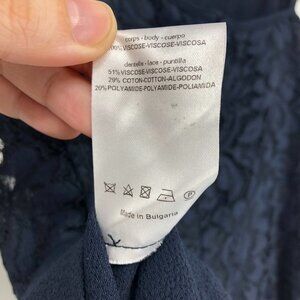 corps - body - cuerpo
100% VISCOSE-VISCOSE-VISCOSA
dentelle - lace - puntilla
51% VISCOSE-VISCOSE-VISCOSA
29% COTON-COTTON-ALGODON
20% POLYAMIDE-POLYAMIDE-POLIAMIDA
P
Made in Bulgaria